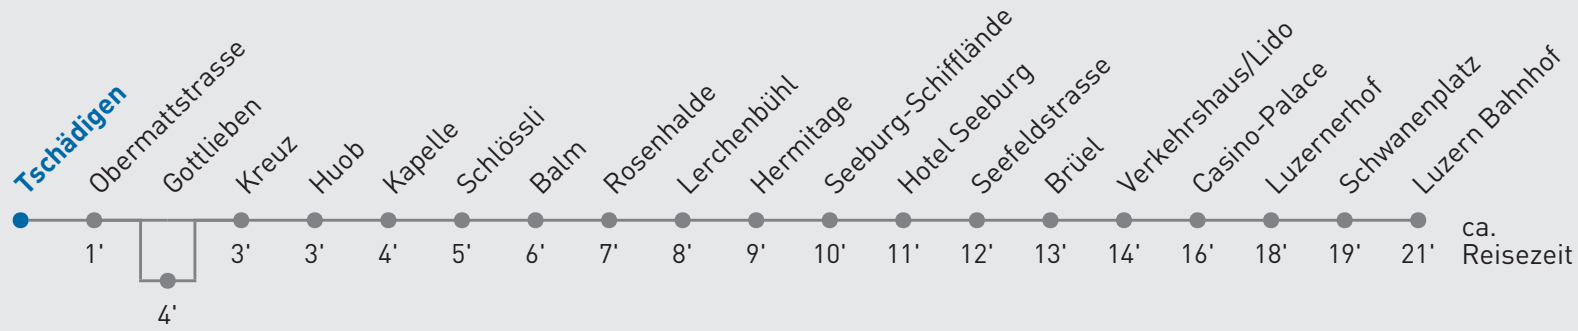 Tschädigen
Obermattstrasse
Gottlieben
Kreuz
Huob
Kapelle
Schlössli
Balm
Rosenhalde
Lerchenbühl
Hermitage
Seeburg-Schifflände
Hotel Seeburg
Seefeldstrasse
Brüel
Verkehrshaus/Lido
Casino-Palace
Luzernerhof
Schwanenplatz
Luzern Bahnhof
1' 3' 3' 4' 5' 6' 7' 8' 9' 10' 11' 12' 13' 14' 16' 18' 19' 21'
ca.
Reisezeit
4'